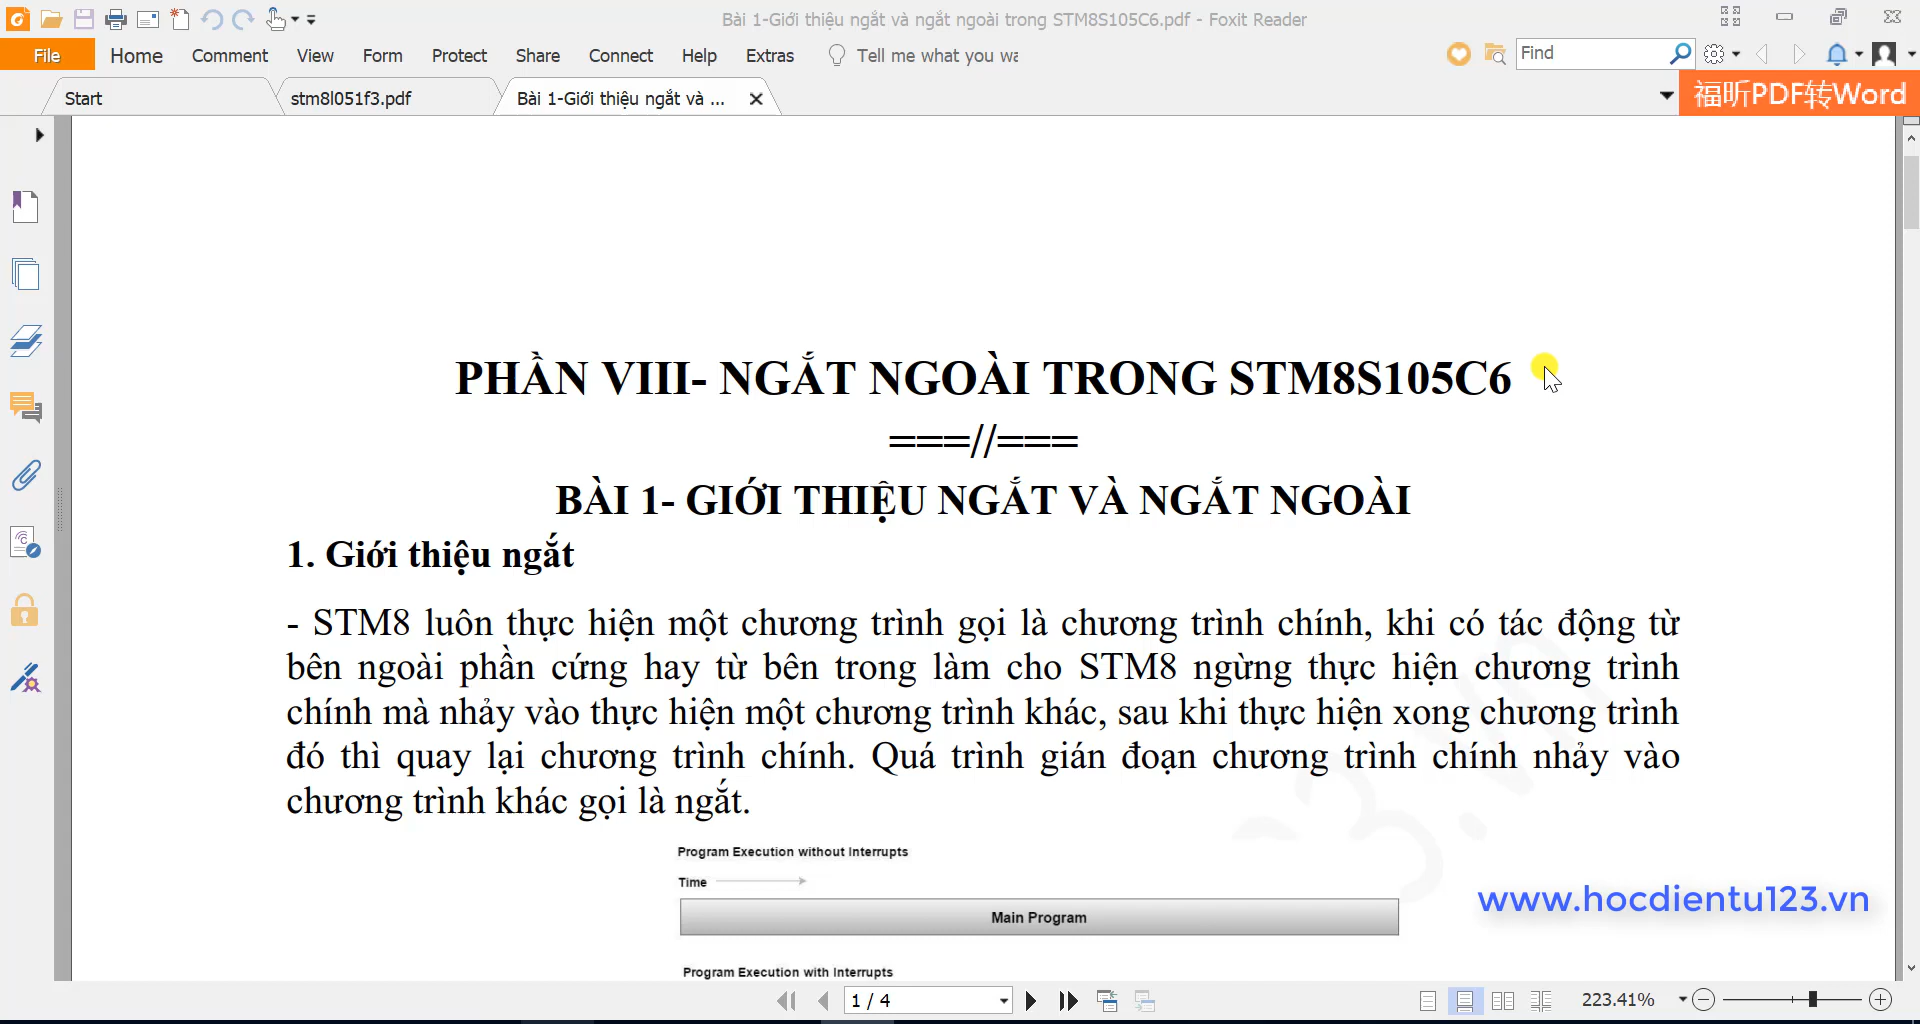 Bài 1-Giới thiệu ngắt và ngắt ngoài trong STM8S105C6.pdf - Foxit Reader
File Home Comment View Form Protect Share Connect Help Extras Tell me what you wa Find
Start stm8l051f3.pdf Bài 1-Giới thiệu ngắt và ... 福昕PDF转Word
PHẦN VIII- NGẮT NGOÀI TRONG STM8S105C6
===//===
BÀI 1- GIỚI THIỆU NGẮT VÀ NGẮT NGOÀI
1. Giới thiệu ngắt
- STM8 luôn thực hiện một chương trình gọi là chương trình chính, khi có tác động từ
bên ngoài phần cứng hay từ bên trong làm cho STM8 ngừng thực hiện chương trình
chính mà nhảy vào thực hiện một chương trình khác, sau khi thực hiện xong chương trình
đó thì quay lại chương trình chính. Quá trình gián đoạn chương trình chính nhảy vào
chương trình khác gọi là ngắt.
Program Execution without Interrupts
Time
www.hocdientu123.vn
Main Program
Program Execution with Interrupts
1 / 4
223.41%